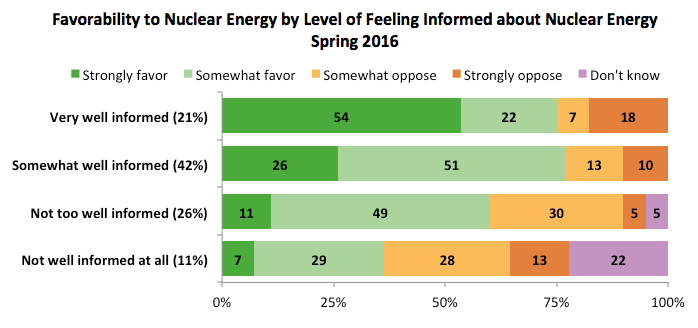 Favorability to Nuclear Energy by Level of Feeling Informed about Nuclear Energy
Spring 2016
Strongly favor Somewhat favor Somewhat oppose Strongly oppose Don't know
Very well informed (21%) 54 22 7 18
Somewhat well informed (42%) 26 51 13 10
Not too well informed (26%) 11 49 30 5 5
Not well informed at all (11%) 7 29 28 13 22
0% 25% 50% 75% 100%